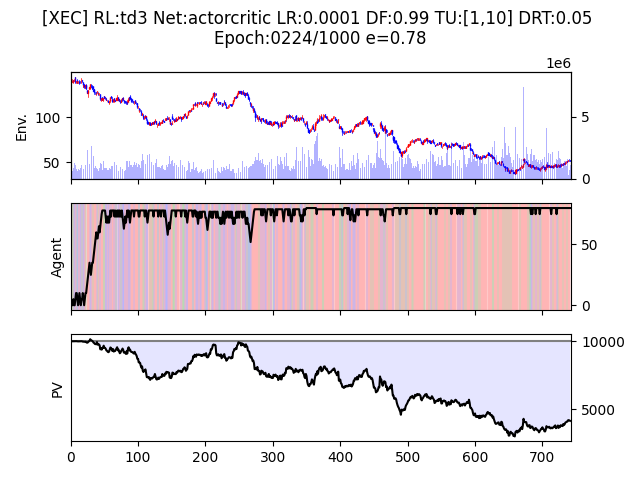 [XEC] RL:td3 Net:actorcritic LR:0.0001 DF:0.99 TU:[1,10] DRT:0.05
Epoch:0224/1000 e=0.78
1e6
Env.
100
50
5
0
Agent
50
0
PV
10000
5000
0 100 200 300 400 500 600 700